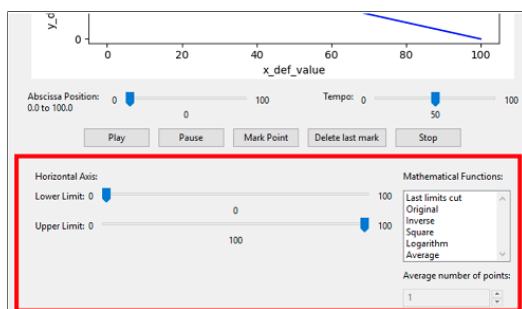 y_d
0
0 20 40 60 80 100
x_def_value
Abscissa Position: 0 100 Tempo: 0 100
0.0 to 100.0
0 50
Play Pause Mark Point Delete last mark Stop
Horizontal Axis: Mathematical Functions:
Lower Limit: 0 100
0
Upper Limit: 0 100
100
Last limits cut
Original
Inverse
Square
Logarithm
Average
Average number of points:
1